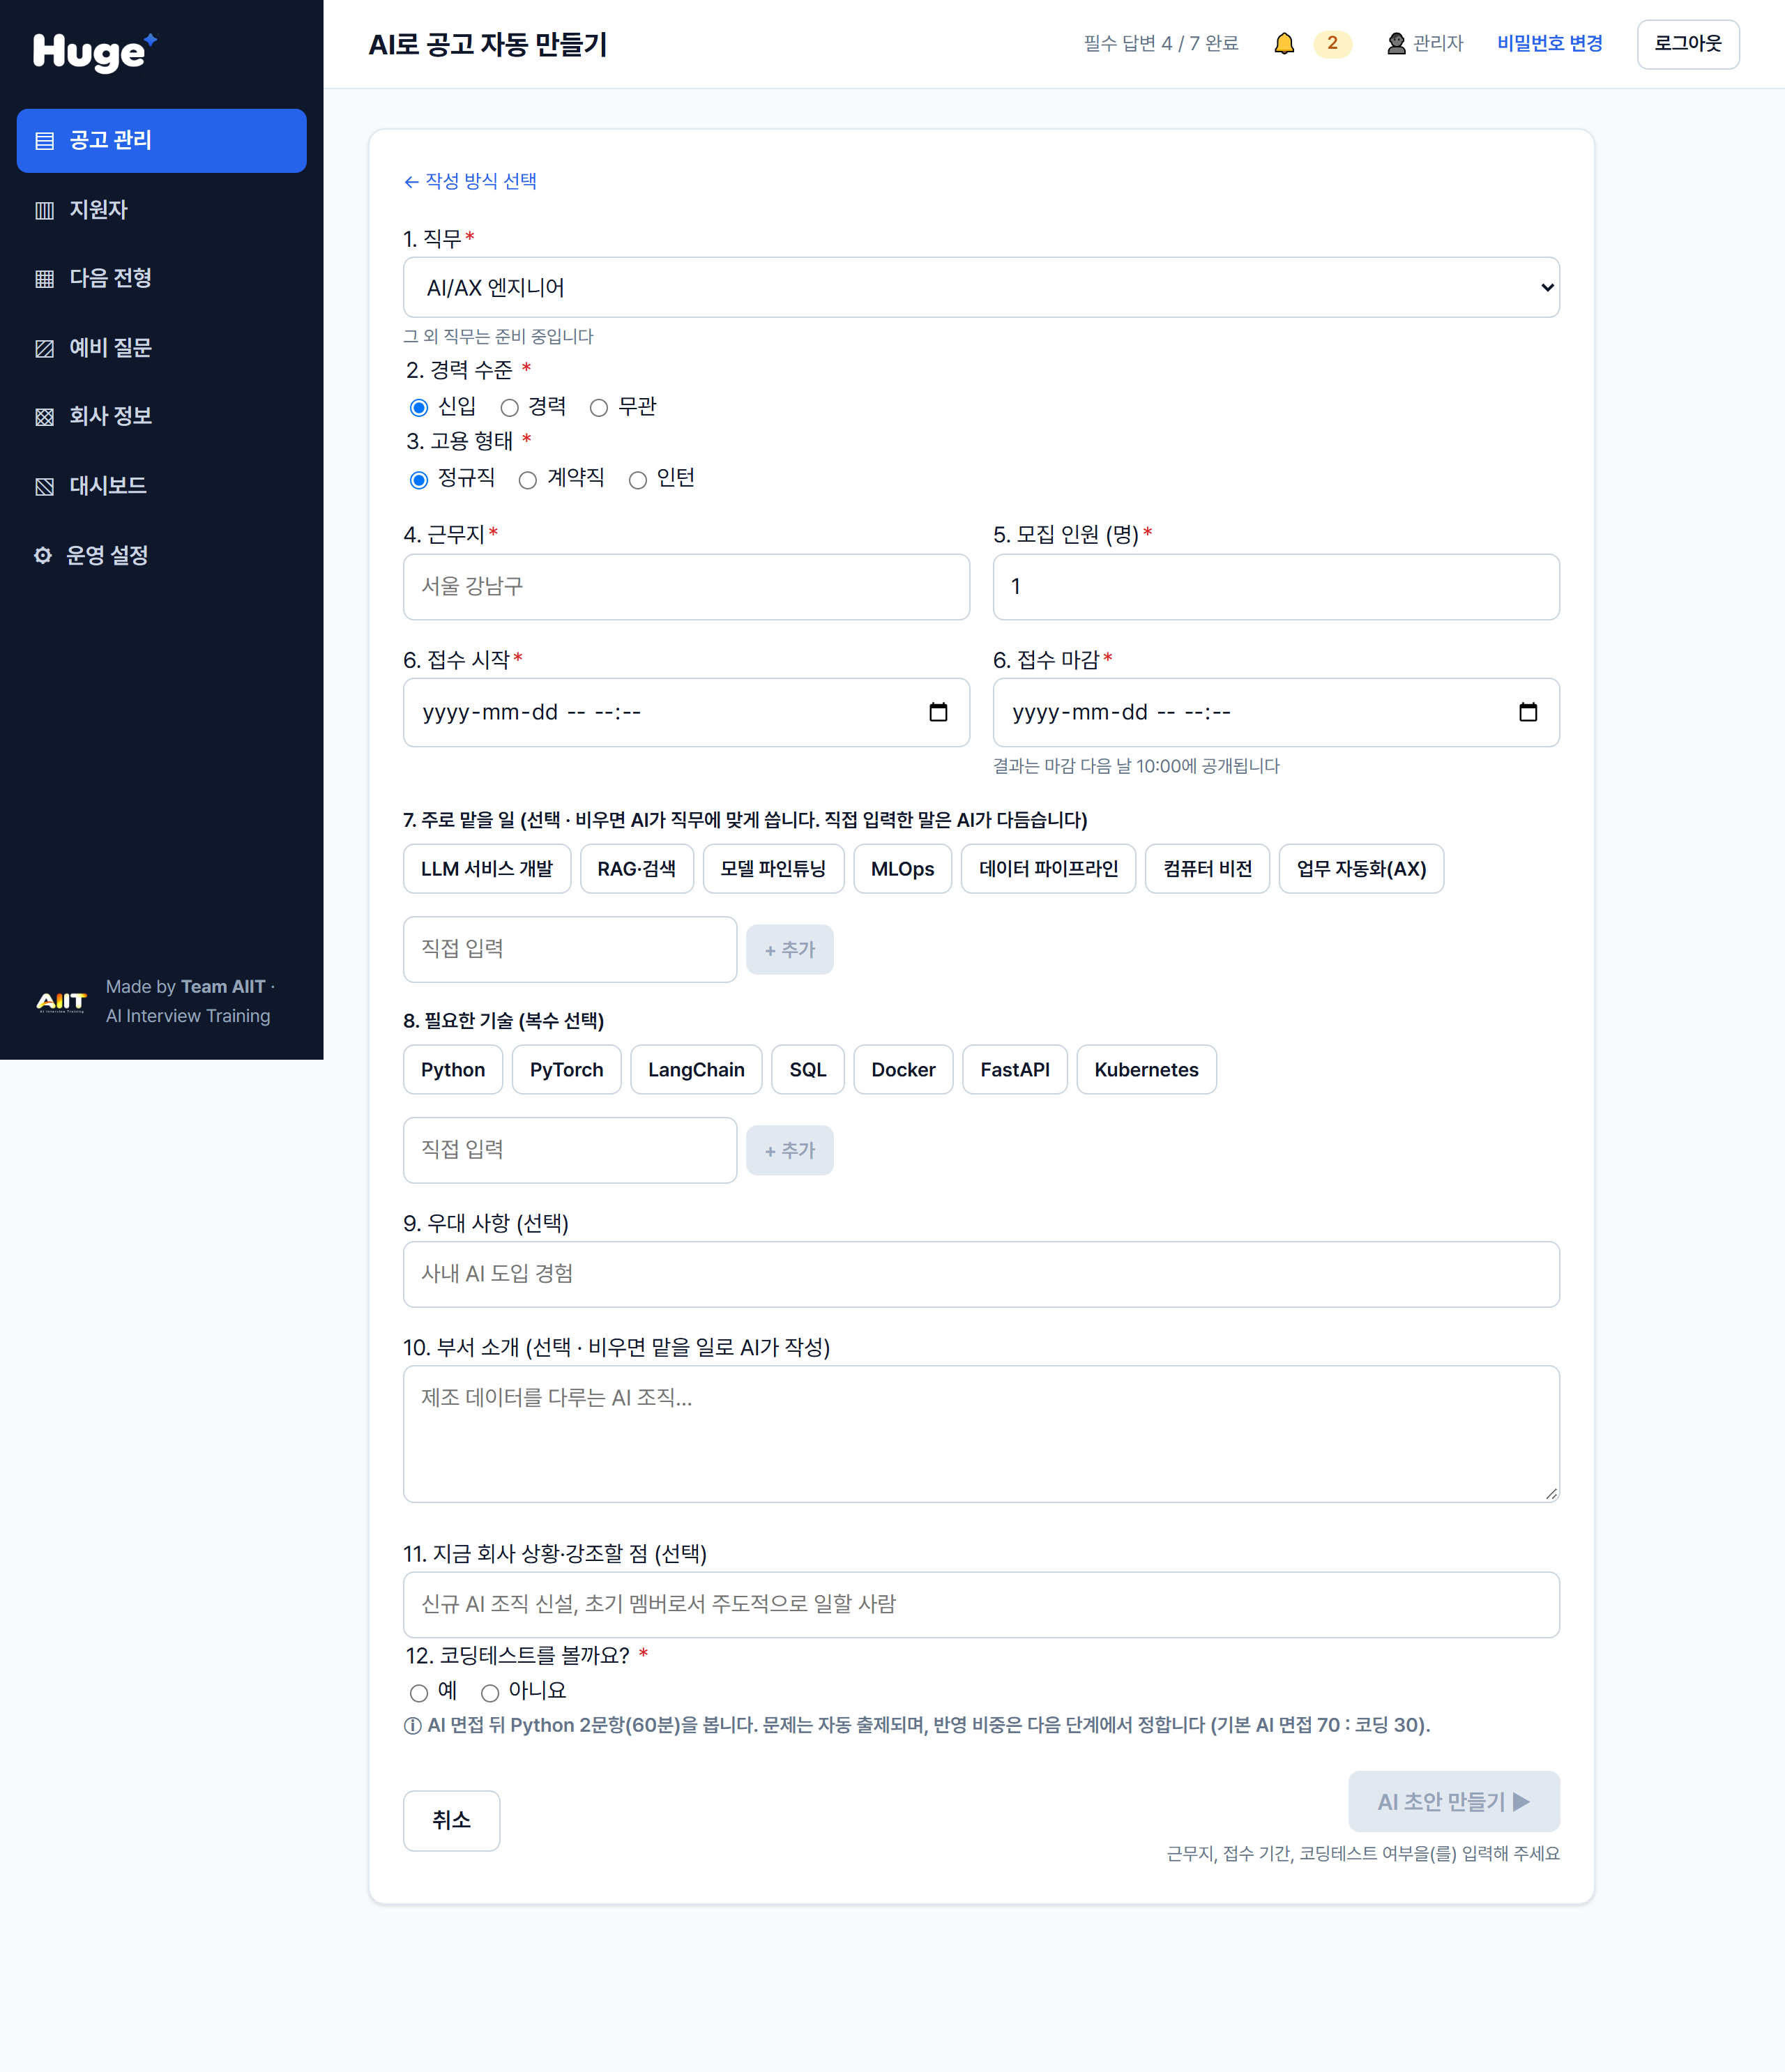 Huge
공고 관리
지원자
다음 전형
예비 질문
회사 정보
대시보드
운영 설정
AIIT
AI Interview Training
Made by Team AIIT ·
AI Interview Training
AI로 공고 자동 만들기
필수 답변 4 / 7 완료
2
관리자
비밀번호 변경
로그아웃
← 작성 방식 선택
1. 직무*
AI/AX 엔지니어
그 외 직무는 준비 중입니다
2. 경력 수준 *
신입 경력 무관
3. 고용 형태 *
정규직 계약직 인턴
4. 근무지*
서울 강남구
5. 모집 인원 (명)*
1
6. 접수 시작*
yyyy-mm-dd -- --:--
6. 접수 마감*
yyyy-mm-dd -- --:--
결과는 마감 다음 날 10:00에 공개됩니다
7. 주로 맡을 일 (선택 · 비우면 AI가 직무에 맞게 씁니다. 직접 입력한 말은 AI가 다듬습니다)
LLM 서비스 개발 RAG·검색 모델 파인튜닝 MLOps 데이터 파이프라인 컴퓨터 비전 업무 자동화(AX)
직접 입력 + 추가
8. 필요한 기술 (복수 선택)
Python PyTorch LangChain SQL Docker FastAPI Kubernetes
직접 입력 + 추가
9. 우대 사항 (선택)
사내 AI 도입 경험
10. 부서 소개 (선택 · 비우면 맡을 일로 AI가 작성)
제조 데이터를 다루는 AI 조직...
11. 지금 회사 상황·강조할 점 (선택)
신규 AI 조직 신설, 초기 멤버로서 주도적으로 일할 사람
12. 코딩테스트를 볼까요? *
예 아니요
ⓘ AI 면접 뒤 Python 2문항(60분)을 봅니다. 문제는 자동 출제되며, 반영 비중은 다음 단계에서 정합니다 (기본 AI 면접 70 : 코딩 30).
취소
AI 초안 만들기 ▶
근무지, 접수 기간, 코딩테스트 여부을(를) 입력해 주세요